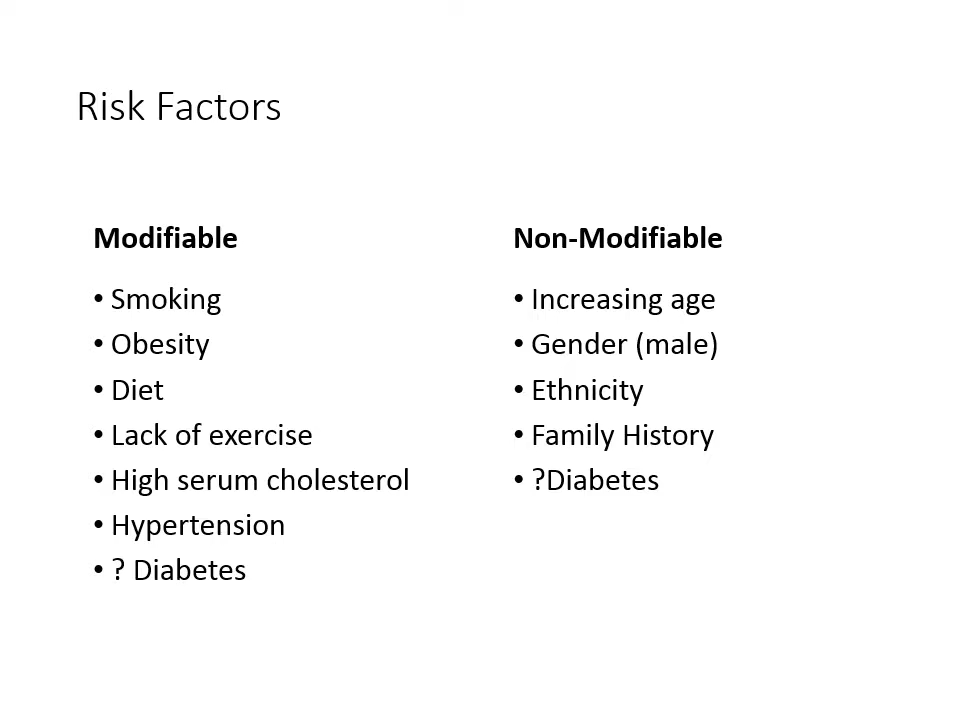 Risk Factors
Modifiable
• Smoking
• Obesity
• Diet
• Lack of exercise
• High serum cholesterol
• Hypertension
• ? Diabetes
Non-Modifiable
• Increasing age
• Gender (male)
• Ethnicity
• Family History
• ?Diabetes